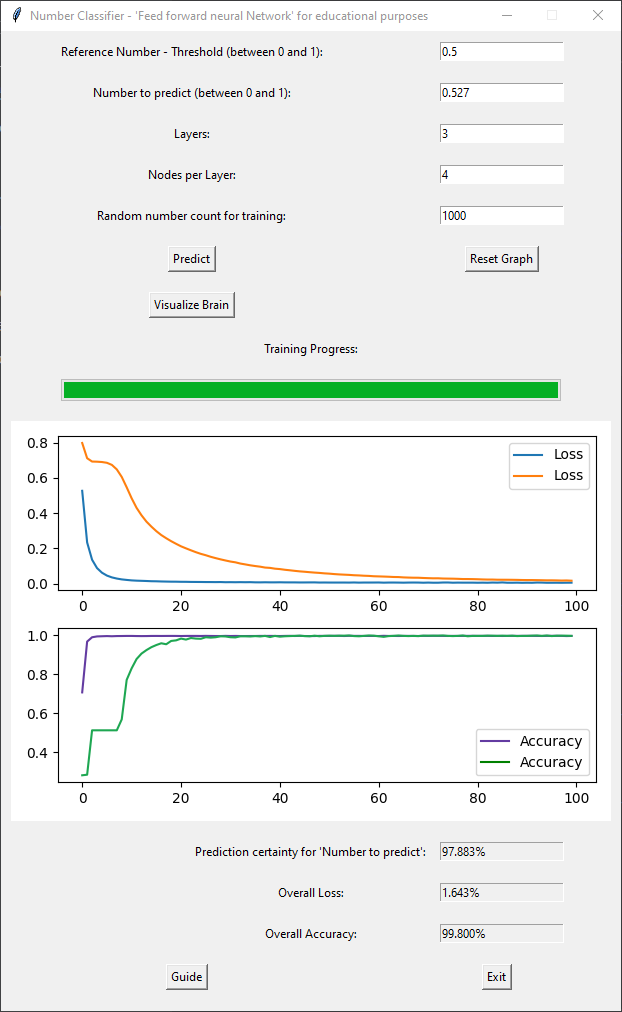 Number Classifier - 'Feed forward neural Network' for educational purposes
Reference Number - Threshold (between 0 and 1): 0.5
Number to predict (between 0 and 1): 0.527
Layers: 3
Nodes per Layer: 4
Random number count for training: 1000
Predict Reset Graph
Visualize Brain
Training Progress:
0.8
0.6
0.4
0.2
0.0
Loss
Loss
0 20 40 60 80 100
1.0
0.8
0.6
0.4
Accuracy
Accuracy
0 20 40 60 80 100
Prediction certainty for 'Number to predict': 97.883%
Overall Loss: 1.643%
Overall Accuracy: 99.800%
Guide Exit